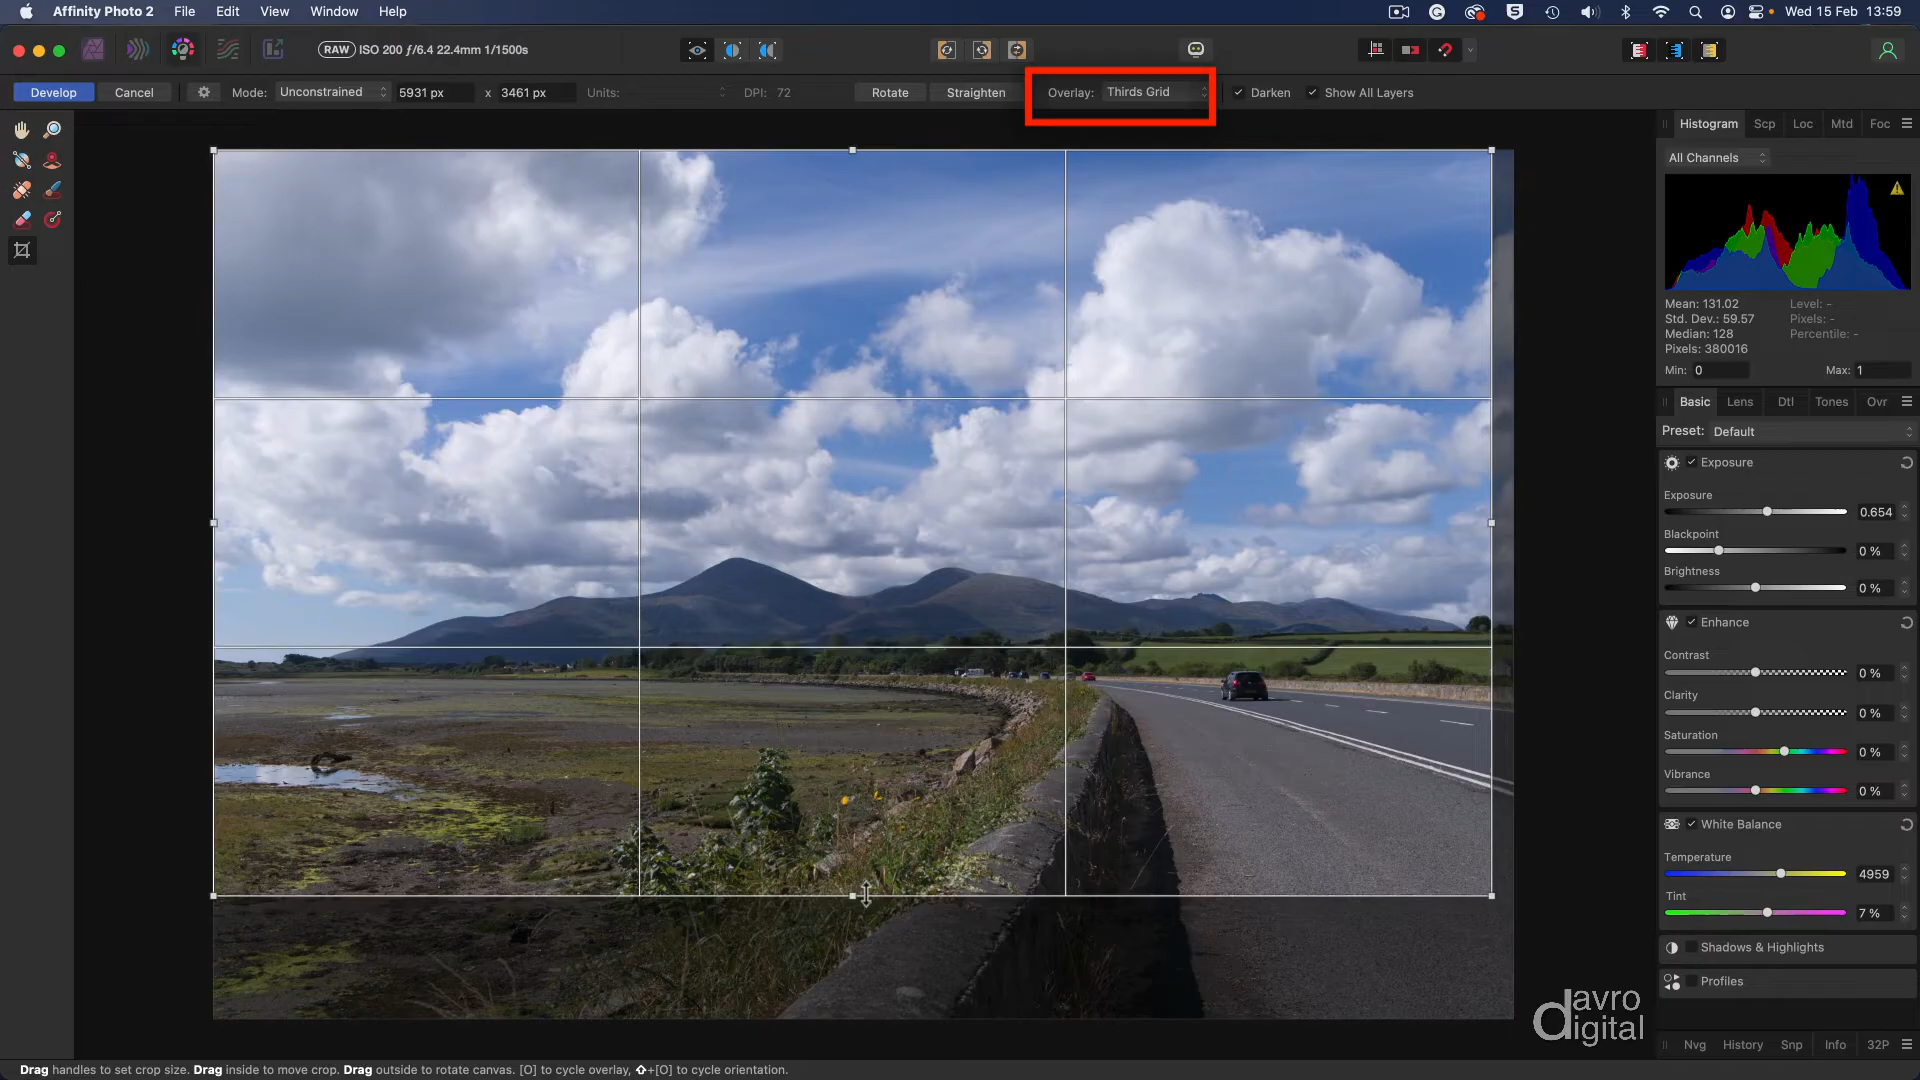 Affinity Photo 2 File Edit View Window Help Wed 15 Feb 13:59
RAW ISO 200 ƒ/6.4 22.4mm 1/1500s
Develop Cancel Mode: Unconstrained 5931 px x 3461 px Units: DPI: 72 Rotate Straighten Overlay: Thirds Grid Darken Show All Layers
Histogram Scp Loc Mtd Foc
All Channels
Mean: 131.02 Level: -
Std. Dev.: 59.57 Pixels: -
Median: 128 Percentile: -
Pixels: 380016
Min: 0 Max: 1
Basic Lens Dtl Tones Ovr
Preset: Default
Exposure
Exposure
0.654
Blackpoint
0 %
Brightness
0 %
Enhance
Contrast
0 %
Clarity
0 %
Saturation
0 %
Vibrance
0 %
White Balance
Temperature
4959
Tint
7 %
Shadows & Highlights
Profiles
davro
digital
Nvg History Snp Info 32P
Drag handles to set crop size. Drag inside to move crop. Drag outside to rotate canvas. [O] to cycle overlay, ⇧+[O] to cycle orientation.